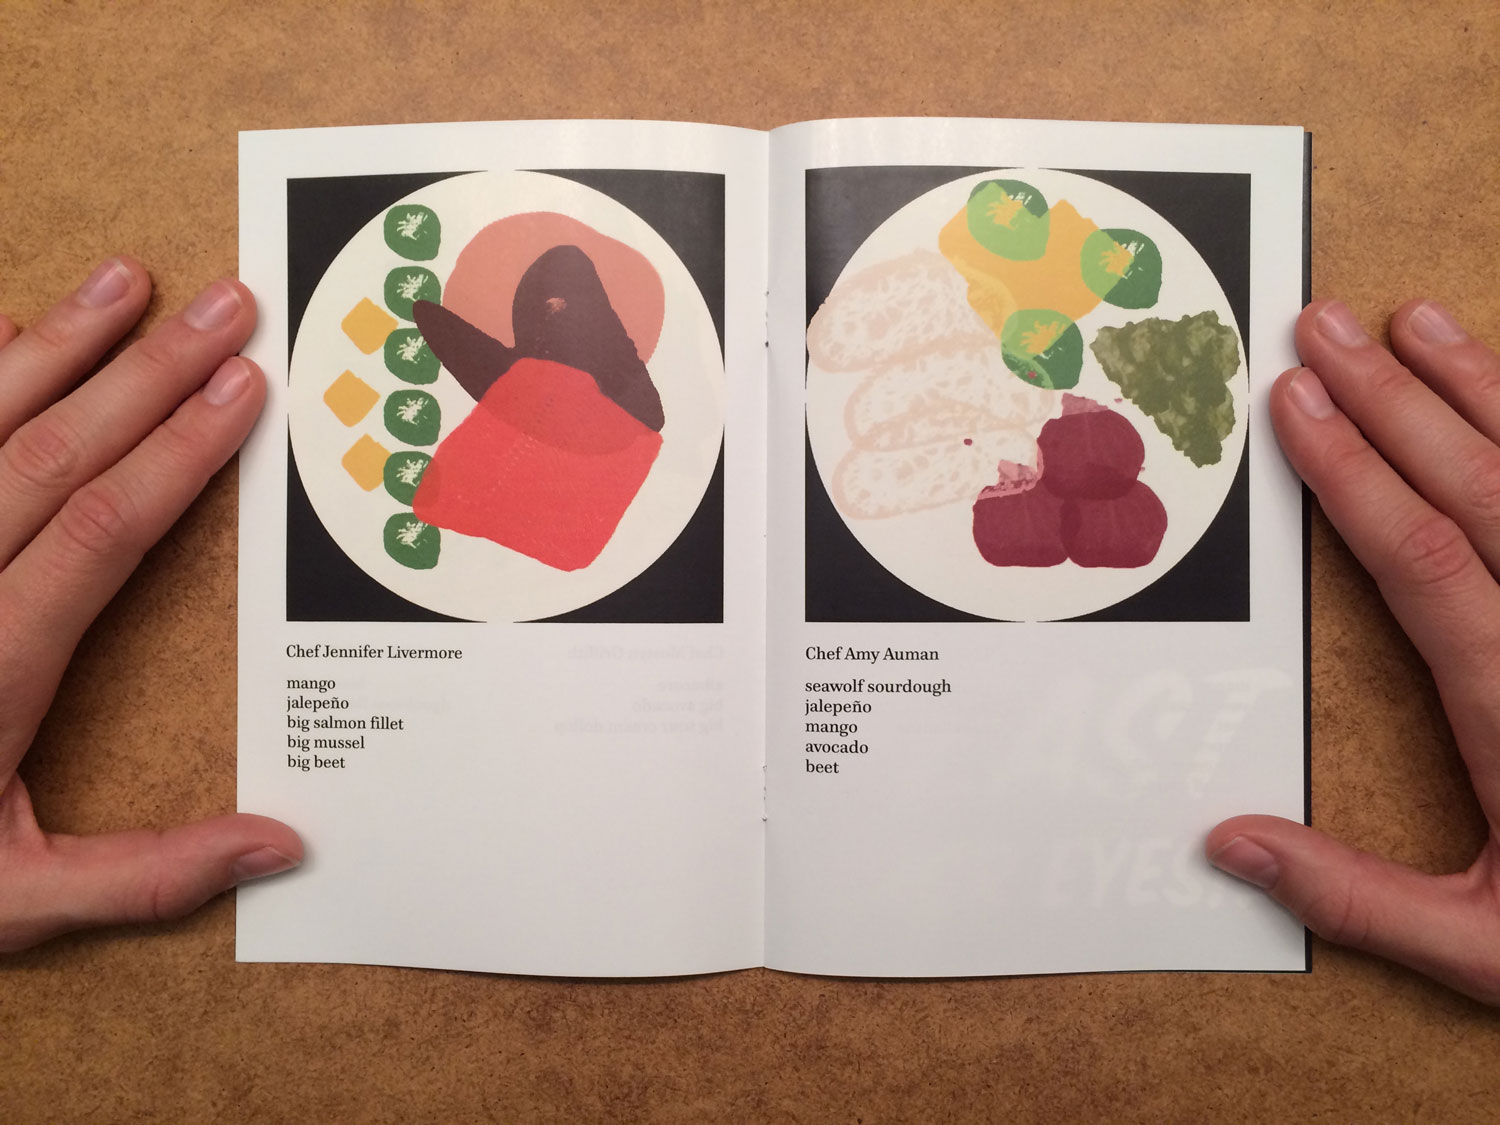 Chef Jennifer Livermore
mango
jalepeño
big salmon fillet
big mussel
big beet
Chef Amy Auman
seawolf sourdough
jalepeño
mango
avocado
beet
EYES.